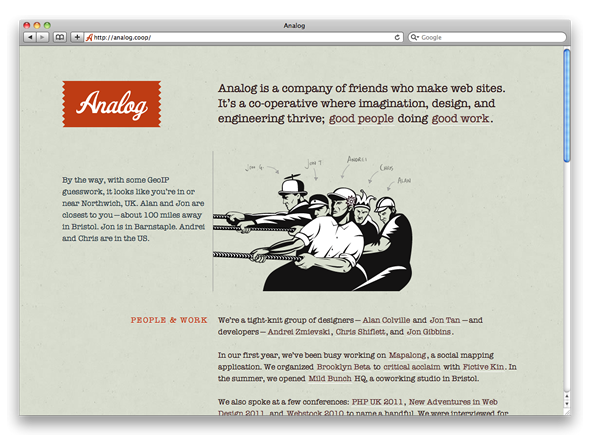 Analog
http://analog.coop/
Google
Analog
Analog is a company of friends who make web sites.
It's a co-operative where imagination, design, and
engineering thrive; good people doing good work.
JON G
JON T
ANDREI
CHRIS
ALAN
By the way, with some GeoIP
guesswork, it looks like you're in or
near Northwich, UK. Alan and Jon are
closest to you—about 100 miles away
in Bristol. Jon is in Barnstaple. Andrei
and Chris are in the US.
PEOPLE & WORK
We're a tight-knit group of designers—Alan Colville and Jon Tan—and
developers—Andrei Zmievski, Chris Shiflett, and Jon Gibbins.
In our first year, we've been busy working on Mapalong, a social mapping
application. We organized Brooklyn Beta to critical acclaim with Fictive Kin. In
the summer, we opened Mild Bunch HQ, a coworking studio in Bristol.
We also spoke at a few conferences: PHP UK 2011, New Adventures in Web
Design 2011, and Webstock 2010 to name a handful. We were interviewed for